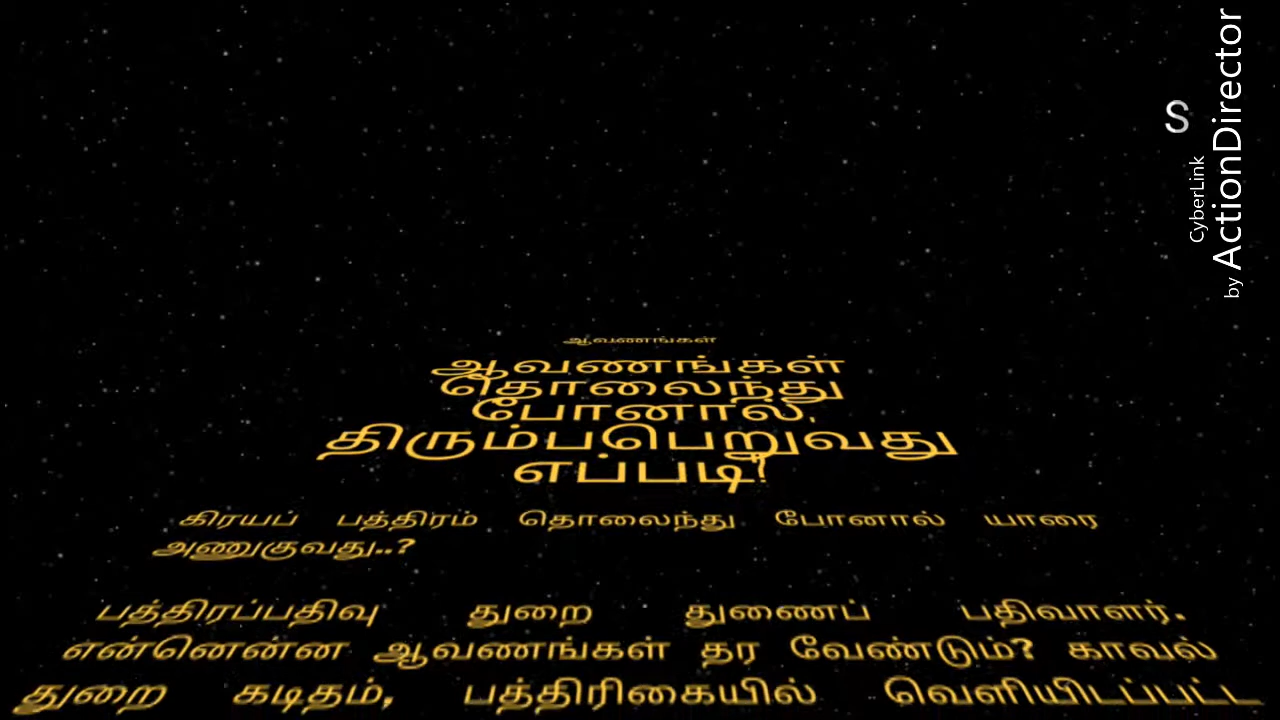 ஆவணங்கள்
ஆவணங்கள்
தொலைந்து
போனால்,
திரும்பபெறுவது
எப்படி?
கிரயப் பத்திரம் தொலைந்து போனால் யாரை
அணுகுவது..?
பத்திரப்பதிவு துறை துணைப் பதிவாளர்.
என்னென்ன ஆவணங்கள் தர வேண்டும்? காவல்
துறை கடிதம், பத்திரிகையில் வெளியிடப்பட்ட
S
CyberLink
by ActionDirector